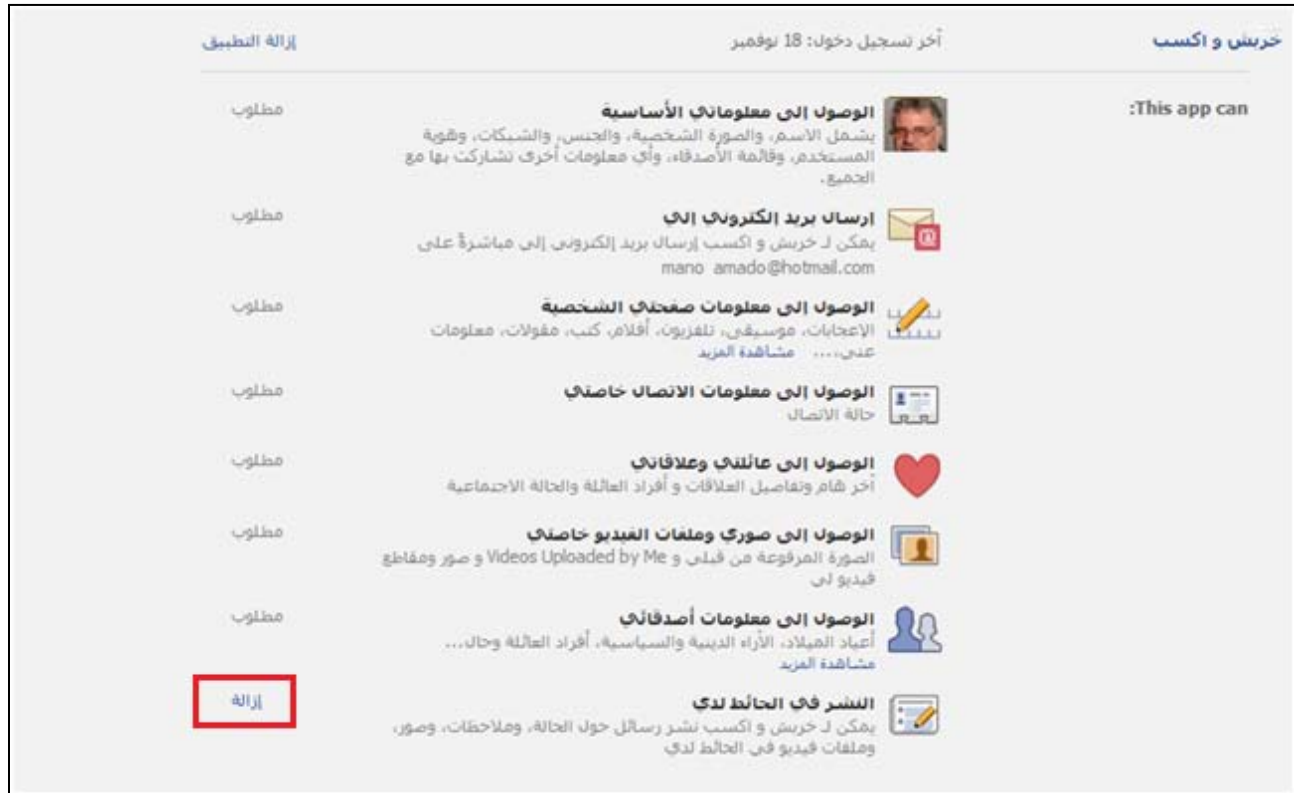 خربش و اكسب
آخر تسجيل دخول: 18 نوفمبر
إزالة التطبيق
This app can:
الوصول إلى معلوماتي الأساسية
مطلوب
يشمل الاسم، والصورة الشخصية، والجنس، والشبكات، وهوية
المستخدم، وقائمة الأصدقاء، وأي معلومات أخرى تشاركت بها مع
الجميع.
إرسال بريد إلكتروني إلي
مطلوب
يمكن لـ خربش و اكسب إرسال بريد إلكتروني إلى مباشرةً على
mano amado@hotmail.com
الوصول إلى معلومات صفحتي الشخصية
مطلوب
الإعجابات، موسيقى، تلفزيون، أفلام، كتب، مقولات، معلومات
عني،... مشاهدة المزيد
الوصول إلى معلومات الاتصال خاصتي
مطلوب
حالة الاتصال
الوصول إلى عائلتي وعلاقاتي
مطلوب
آخر هام وتفاصيل العلاقات و أفراد العائلة والحالة الاجتماعية
الوصول إلى صوري وملفات الفيديو خاصتي
مطلوب
الصورة المرفوعة من قبلي و Videos Uploaded by Me و صور ومقاطع
فيديو لي
الوصول إلى معلومات أصدقائي
مطلوب
أعياد الميلاد، الأراء الدينية والسياسية، أفراد العائلة وحال...
مشاهدة المزيد
النشر في الحائط لدي
إزالة
يمكن لـ خربش و اكسب نشر رسائل حول الحالة، وملاحظات، وصور،
وملفات فيديو في الحائط لدي